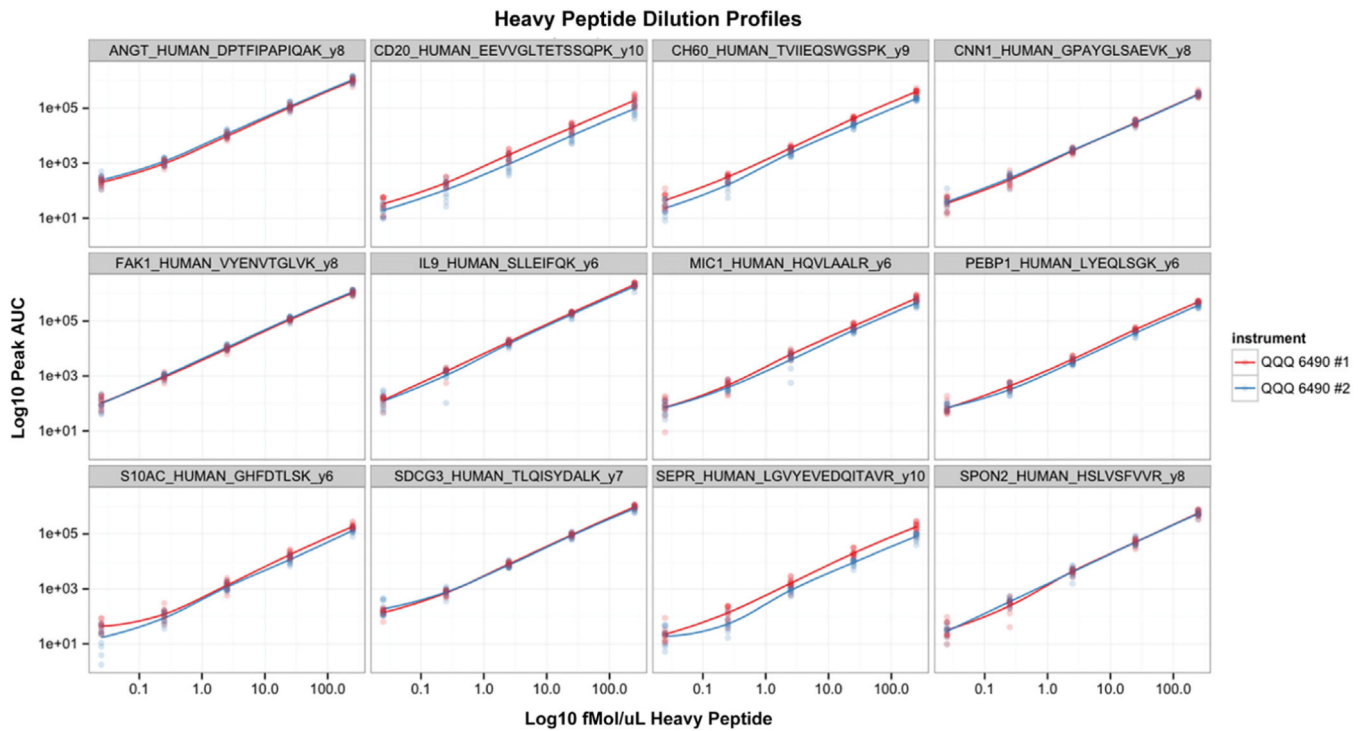 Heavy Peptide Dilution Profiles
ANGT_HUMAN_DPTFIPAPIQAK_y8
CD20_HUMAN_EEVVGLTETSSQPK_y10
CH60_HUMAN_TVIIEQSWGSPK_y9
CNN1_HUMAN_GPAYGLSAEVK_y8
1e+05
1e+03
1e+01
FAK1_HUMAN_VYENVTGLVK_y8
IL9_HUMAN_SLLEIFQK_y6
MIC1_HUMAN_HQVLAALR_y6
PEBP1_HUMAN_LYEQLSGK_y6
1e+05
1e+03
1e+01
S10AC_HUMAN_GHFDTLSK_y6
SDCG3_HUMAN_TLQISYDALK_y7
SEPR_HUMAN_LGVYEVEDQITAVR_y10
SPON2_HUMAN_HSLVSFVVR_y8
1e+05
1e+03
1e+01
0.1 1.0 10.0 100.0
0.1 1.0 10.0 100.0
0.1 1.0 10.0 100.0
0.1 1.0 10.0 100.0
Log10 Peak AUC
Log10 fMol/uL Heavy Peptide
instrument
QQQ 6490 #1
QQQ 6490 #2